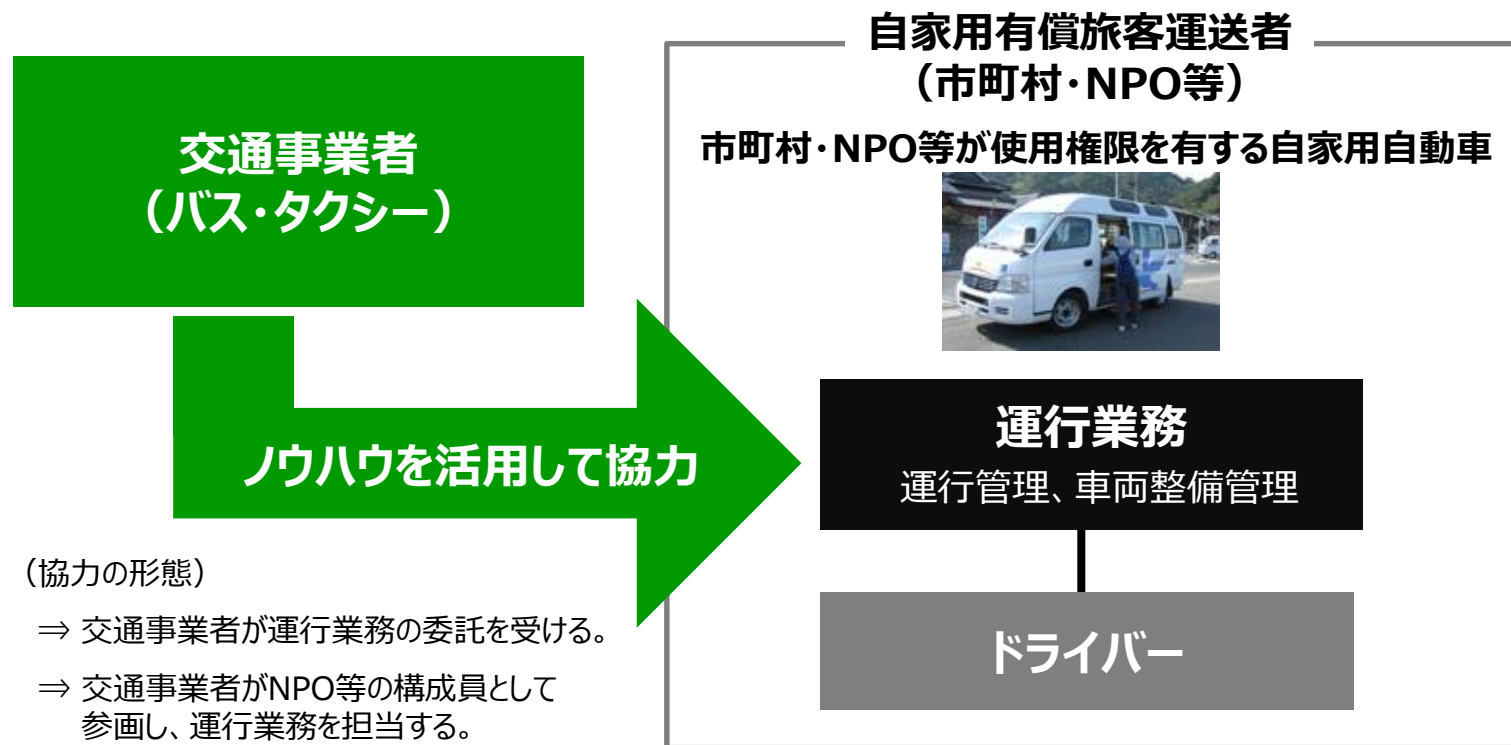 自家用有償旅客運送者
（市町村・NPO等）
交通事業者
（バス・タクシー）
市町村・NPO等が使用権限を有する自家用自動車
ノウハウを活用して協力
運行業務
運行管理、車両整備管理
ドライバー
（協力の形態）
⇒ 交通事業者が運行業務の委託を受ける。
⇒ 交通事業者がNPO等の構成員として
参画し、運行業務を担当する。